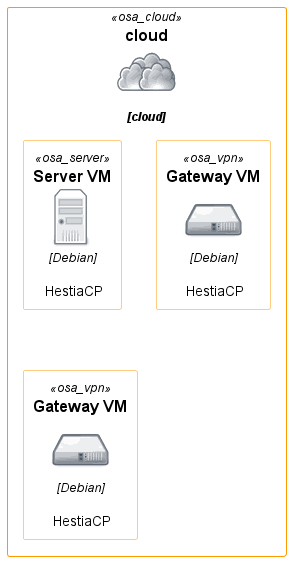 «osa_cloud»
cloud
[cloud]
«osa_server»
Server VM
[Debian]
HestiaCP
«osa_vpn»
Gateway VM
[Debian]
HestiaCP
«osa_vpn»
Gateway VM
[Debian]
HestiaCP